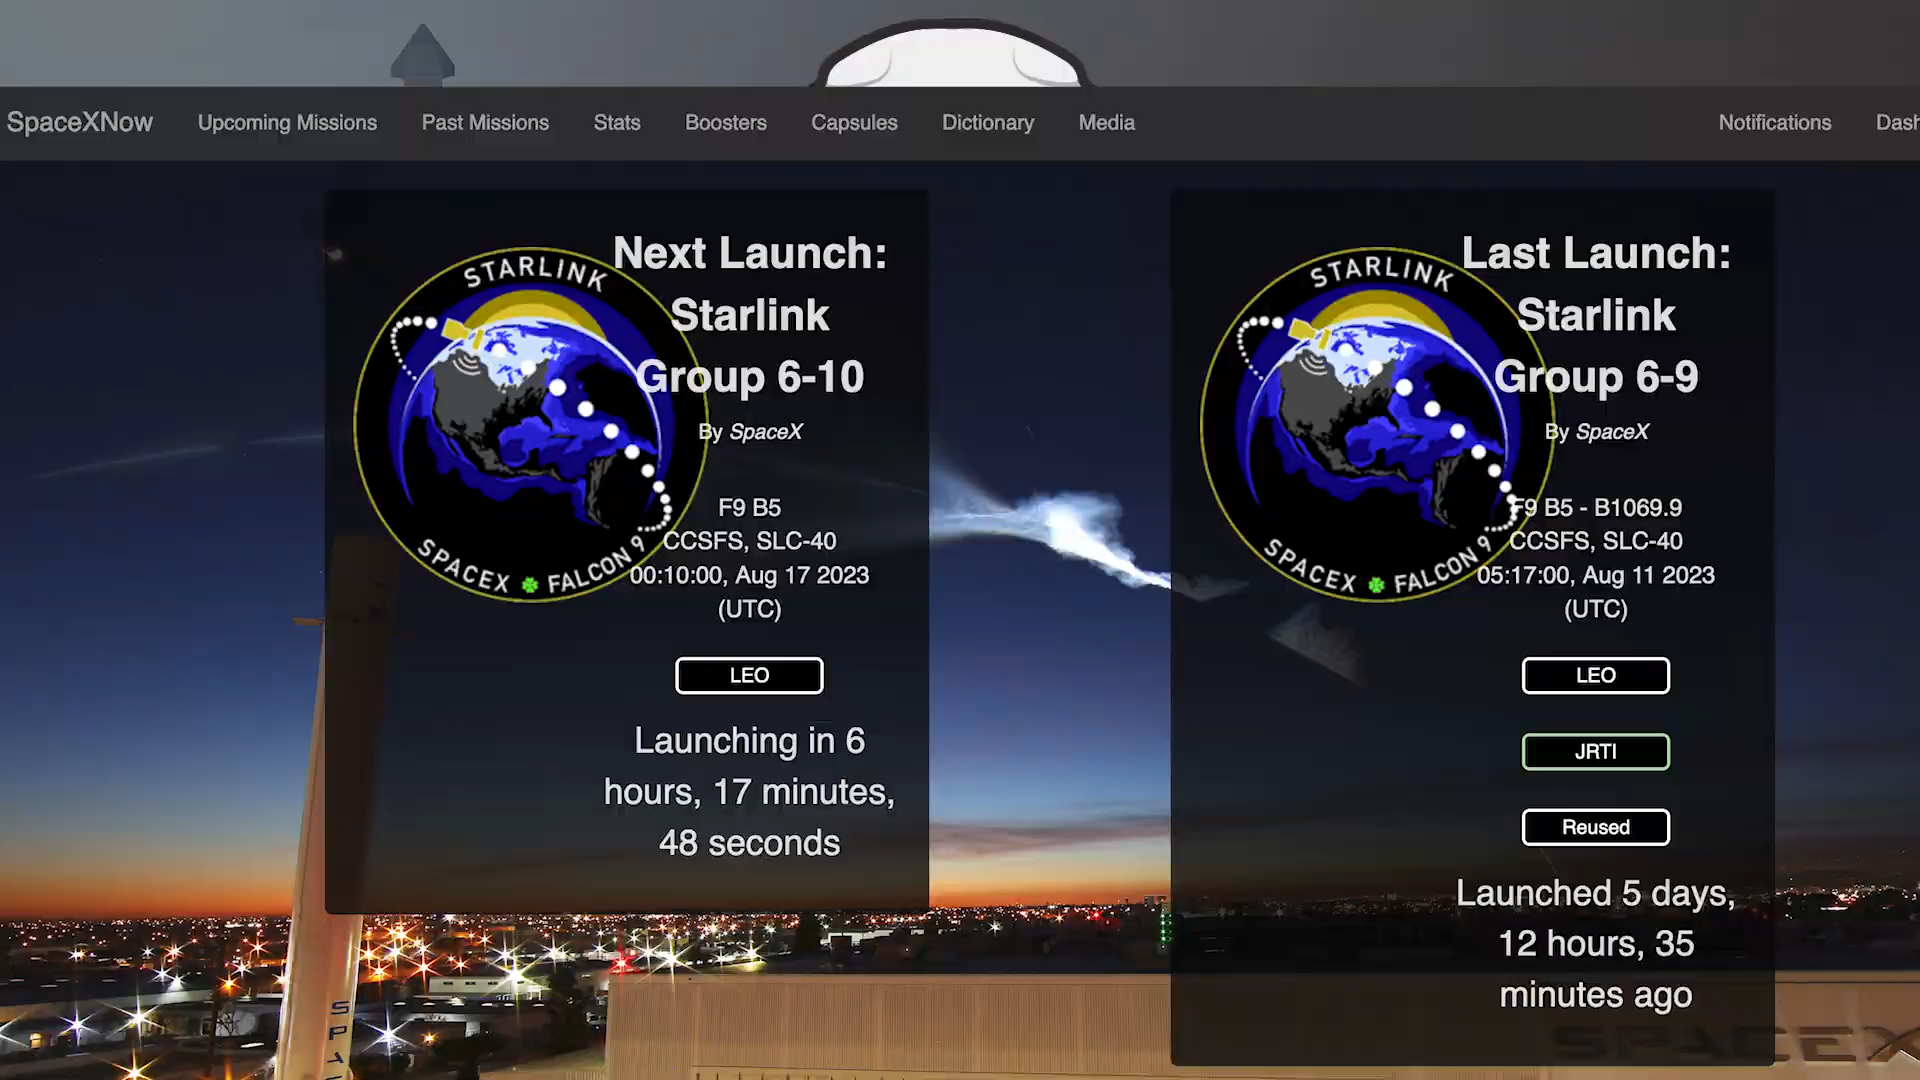 SpaceXNow Upcoming Missions Past Missions Stats Boosters Capsules Dictionary Media Notifications Dash
STARLINK
SPACEX FALCON 9
Next Launch:
Starlink
Group 6-10
By SpaceX
F9 B5
CCSFS, SLC-40
00:10:00, Aug 17 2023
(UTC)
LEO
Launching in 6
hours, 17 minutes,
48 seconds
STARLINK
SPACEX FALCON 9
Last Launch:
Starlink
Group 6-9
By SpaceX
F9 B5 - B1069.9
CCSFS, SLC-40
05:17:00, Aug 11 2023
(UTC)
LEO
JRTI
Reused
Launched 5 days,
12 hours, 35
minutes ago
SPA
SPACEX